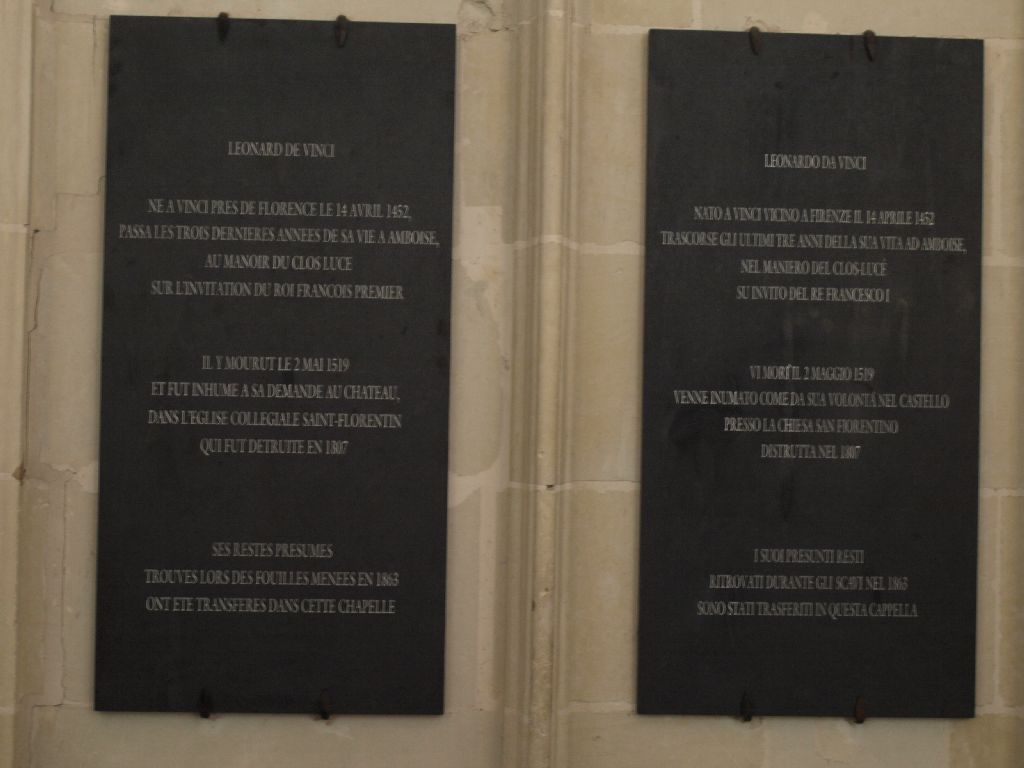 LEONARD DE VINCI
NE A VINCI PRES DE FLORENCE LE 14 AVRIL 1452,
PASSA LES TROIS DERNIERES ANNEES DE SA VIE A AMBOISE,
AU MANOIR DU CLOS LUCE
SUR L'INVITATION DU ROI FRANCOIS PREMIER
IL Y MOURUT LE 2 MAI 1519
ET FUT INHUME A SA DEMANDE AU CHATEAU,
DANS L'EGLISE COLLEGIALE SAINT-FLORENTIN
QUI FUT DETRUITE EN 1807
SES RESTES PRESUMES
TROUVES LORS DES FOUILLES MENEES EN 1863
ONT ETE TRANSFERES DANS CETTE CHAPELLE
LEONARDO DA VINCI
NATO A VINCI VICINO A FIRENZE IL 14 APRILE 1452
TRASCORSE GLI ULTIMI TRE ANNI DELLA SUA VITA AD AMBOISE,
NEL MANIERO DEL CLOS-LUCÉ
SU INVITO DEL RE FRANCESCO I
VI MORÍ IL 2 MAGGIO 1519
VENNE INUMATO COME DA SUA VOLONTÁ NEL CASTELLO
PRESSO LA CHIESA SAN FIORENTINO
DISTRUTTA NEL 1807
I SUOI PRESUNTI RESTI
RITROVATI DURANTE GLI SCAVI NEL 1863
SONO STATI TRASFERITI IN QUESTA CAPPELLA